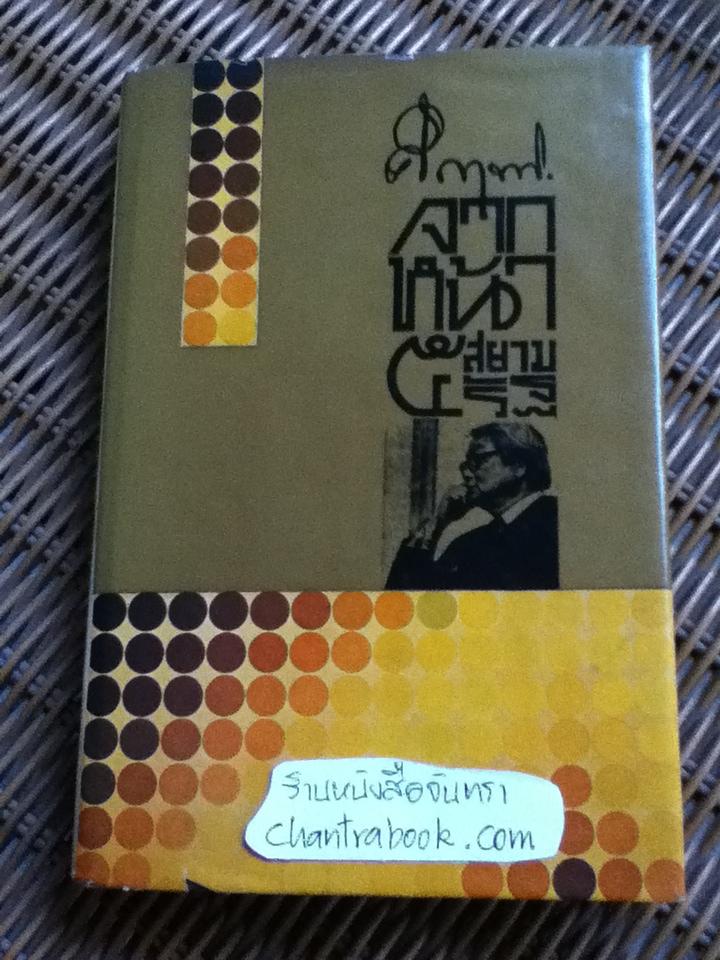 จาก
หน้า
๕ สยาม
รัฐ
ร้านหนังสือจันทรา
chantrabook.com